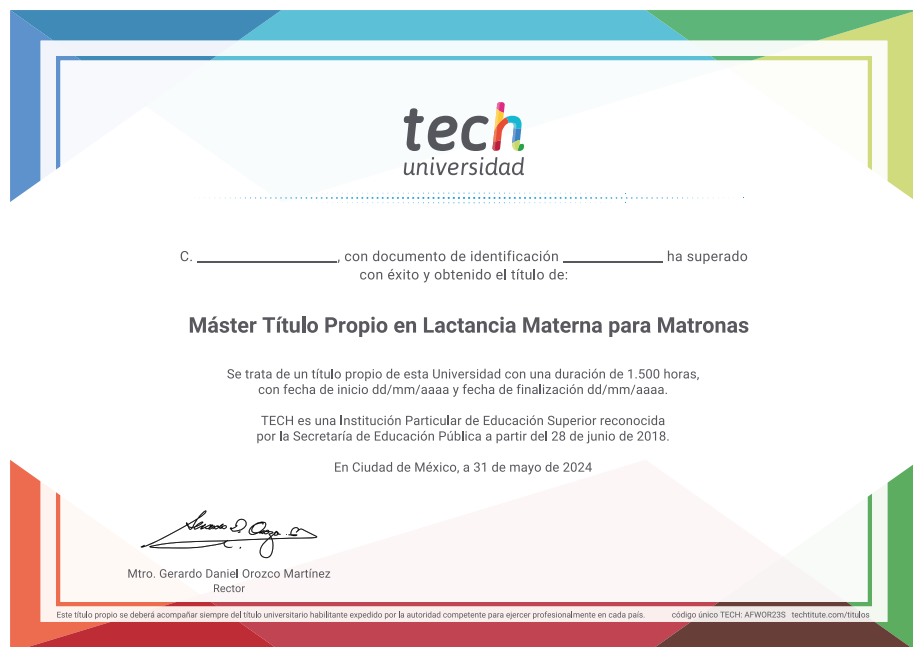 tech
universidad
C. __________________, con documento de identificación _____________ ha superado
con éxito y obtenido el título de:
Máster Título Propio en Lactancia Materna para Matronas
Se trata de un título propio de esta Universidad con una duración de 1.500 horas,
con fecha de inicio dd/mm/aaaa y fecha de finalización dd/mm/aaaa.
TECH es una Institución Particular de Educación Superior reconocida
por la Secretaría de Educación Pública a partir del 28 de junio de 2018.
En Ciudad de México, a 31 de mayo de 2024
Mtro. Gerardo Daniel Orozco Martínez
Rector
Este título propio se deberá acompañar siempre del título universitario habilitante expedido por la autoridad competente para ejercer profesionalmente en cada país. código único TECH: AFWOR23S techtitute.com/titulos